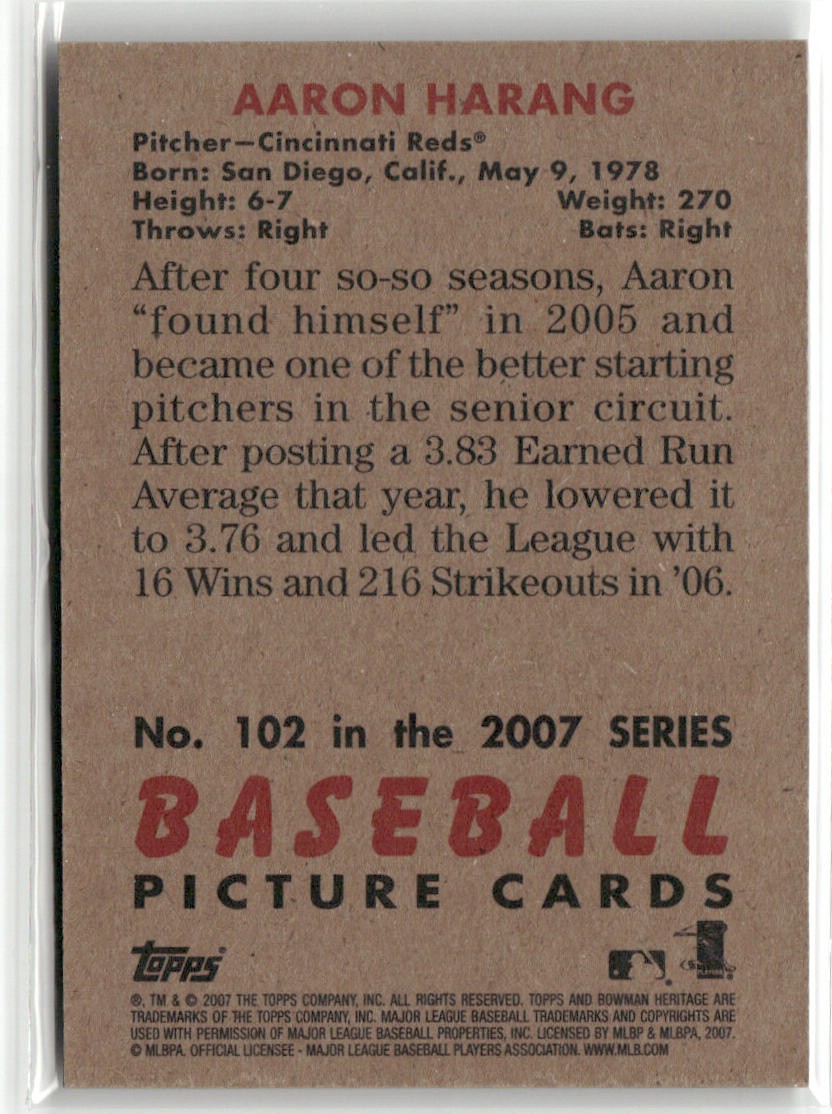 AARON HARANG
Pitcher—Cincinnati Reds®
Born: San Diego, Calif., May 9, 1978
Height: 6-7 Weight: 270
Throws: Right Bats: Right
After four so-so seasons, Aaron
“found himself” in 2005 and
became one of the better starting
pitchers in the senior circuit.
After posting a 3.83 Earned Run
Average that year, he lowered it
to 3.76 and led the League with
16 Wins and 216 Strikeouts in ’06.
No. 102 in the 2007 SERIES
BASEBALL
PICTURE CARDS
Topps
®, TM & © 2007 THE TOPPS COMPANY, INC. ALL RIGHTS RESERVED. TOPPS AND BOWMAN HERITAGE ARE
TRADEMARKS OF THE TOPPS COMPANY, INC. MAJOR LEAGUE BASEBALL TRADEMARKS AND COPYRIGHTS ARE
USED WITH PERMISSION OF MAJOR LEAGUE BASEBALL PROPERTIES, INC. LICENSED BY MLBP & MLBPA, 2007.
© MLBPA. OFFICIAL LICENSEE - MAJOR LEAGUE BASEBALL PLAYERS ASSOCIATION. WWW.MLB.COM